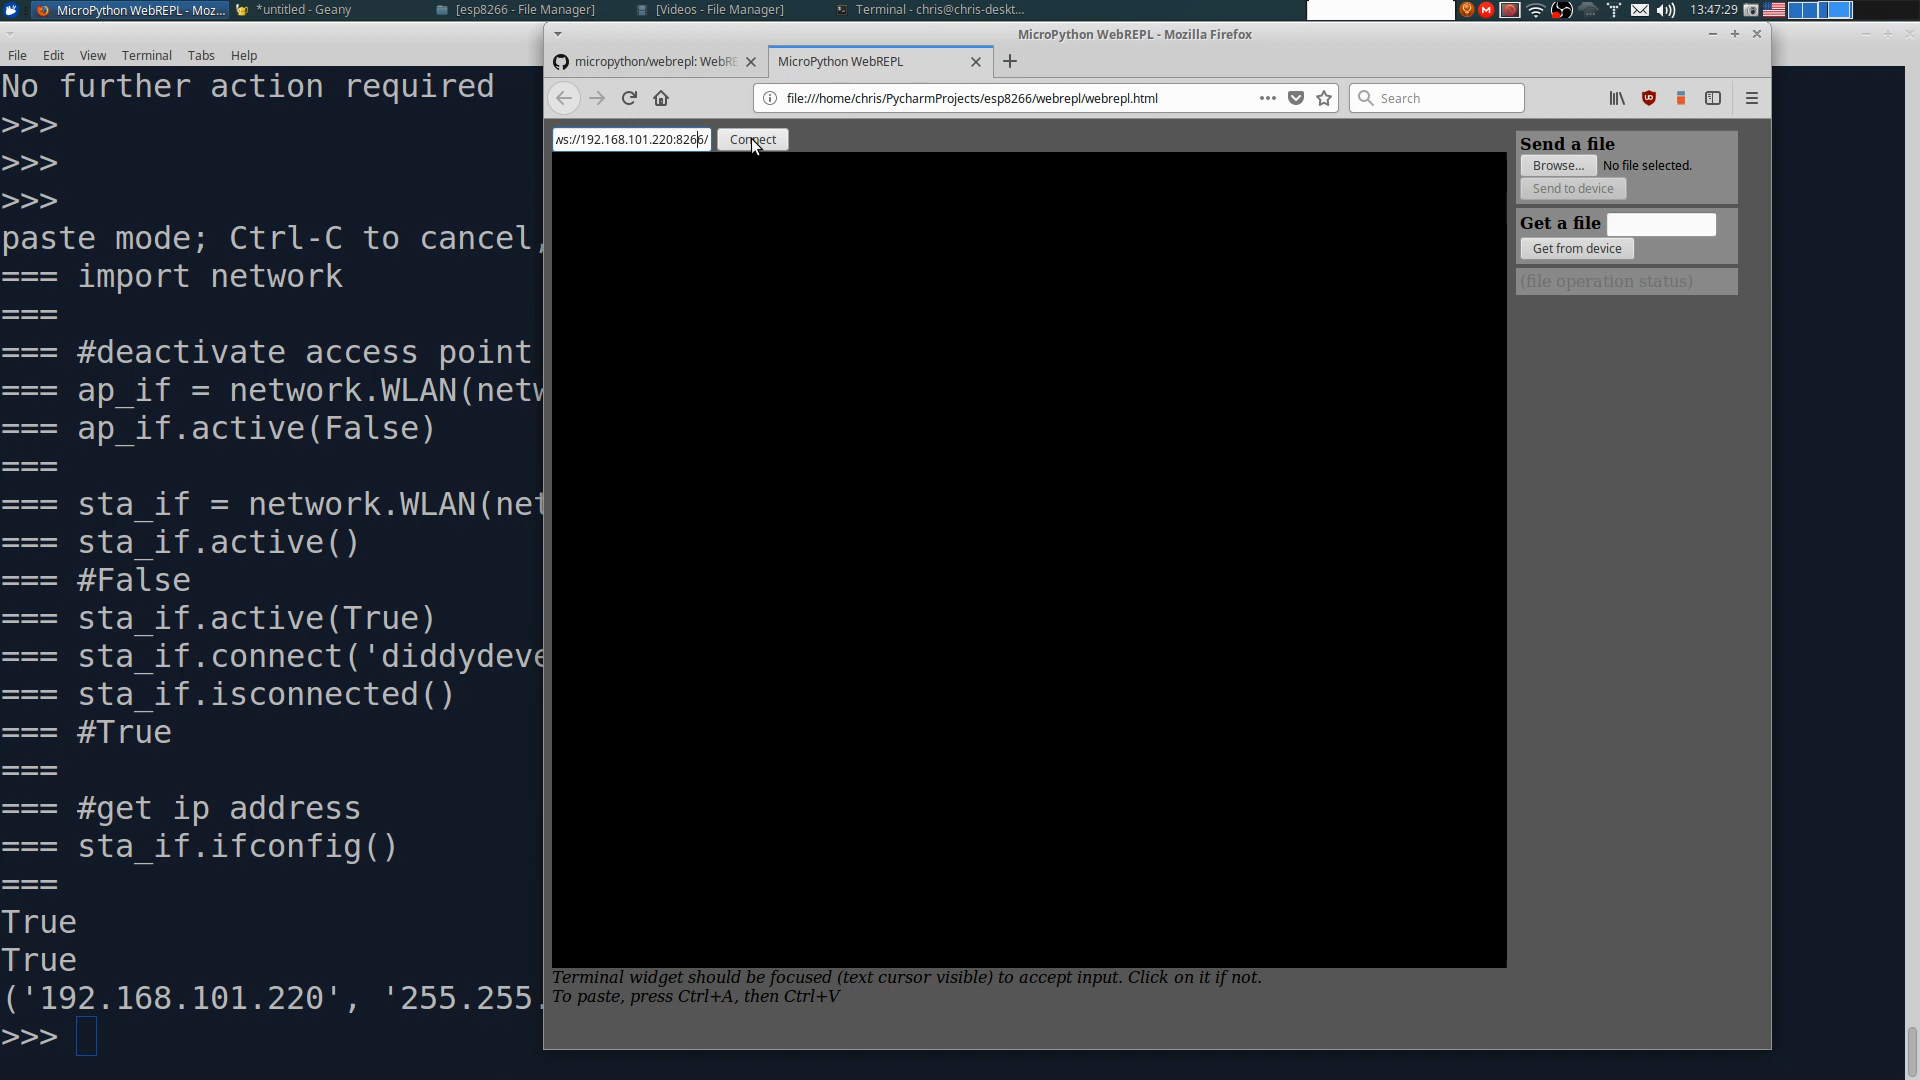 MicroPython WebREPL - Moz...
*untitled - Geany
[esp8266 - File Manager]
[Videos - File Manager]
Terminal - chris@chris-deskt...
13:47:29
MicroPython WebREPL - Mozilla Firefox
File Edit View Terminal Tabs Help
micropython/webrepl: WebRE
MicroPython WebREPL
file:///home/chris/PycharmProjects/esp8266/webrepl/webrepl.html
Search
ws://192.168.101.220:8266/
Connect
Send a file
Browse... No file selected.
Send to device
Get a file
Get from device
(file operation status)
Terminal widget should be focused (text cursor visible) to accept input. Click on it if not.
To paste, press Ctrl+A, then Ctrl+V
No further action required
>>>
>>>
>>>
paste mode; Ctrl-C to cancel,
=== import network
===
=== #deactivate access point
=== ap_if = network.WLAN(netw
=== ap_if.active(False)
===
=== sta_if = network.WLAN(net
=== sta_if.active()
=== #False
=== sta_if.active(True)
=== sta_if.connect('diddydeve
=== sta_if.isconnected()
=== #True
===
=== #get ip address
=== sta_if.ifconfig()
===
True
True
('192.168.101.220', '255.255.
>>>